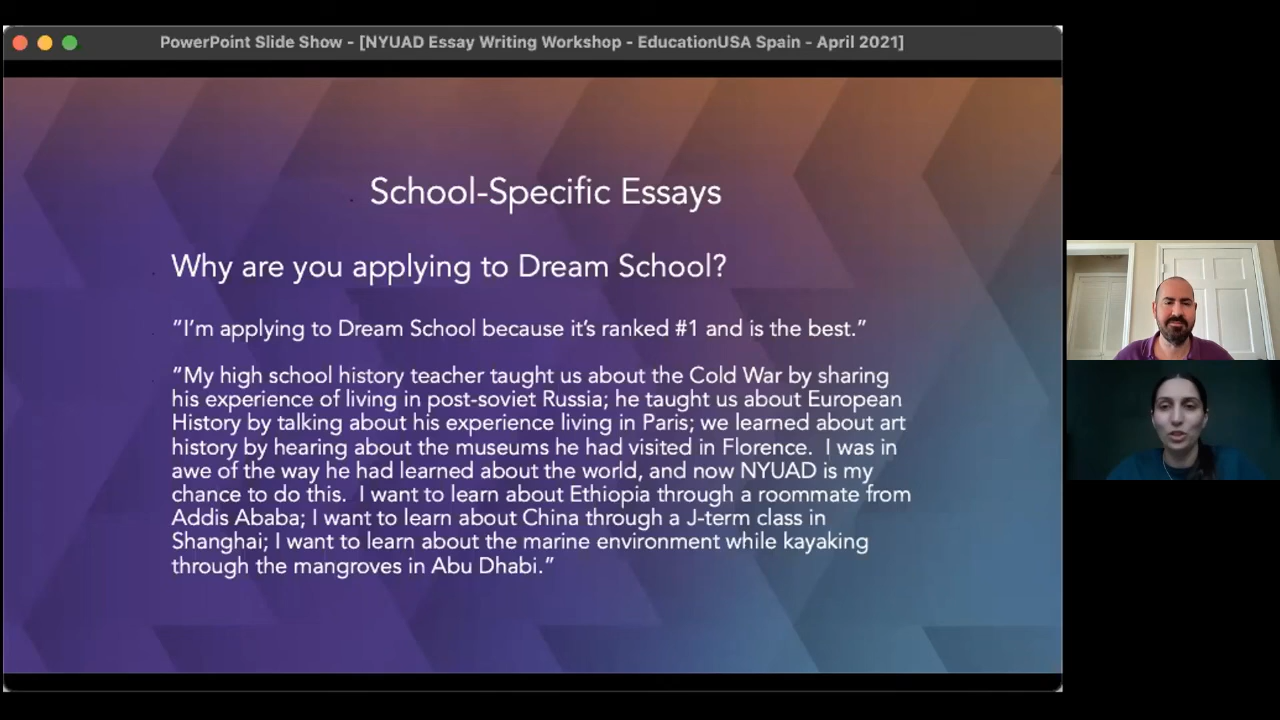 PowerPoint Slide Show - [NYUAD Essay Writing Workshop - EducationUSA Spain - April 2021]
School-Specific Essays
Why are you applying to Dream School?
"I'm applying to Dream School because it's ranked #1 and is the best."
"My high school history teacher taught us about the Cold War by sharing
his experience of living in post-soviet Russia; he taught us about European
History by talking about his experience living in Paris; we learned about art
history by hearing about the museums he had visited in Florence.  I was in
awe of the way he had learned about the world, and now NYUAD is my
chance to do this.  I want to learn about Ethiopia through a roommate from
Addis Ababa; I want to learn about China through a J-term class in
Shanghai; I want to learn about the marine environment while kayaking
through the mangroves in Abu Dhabi."